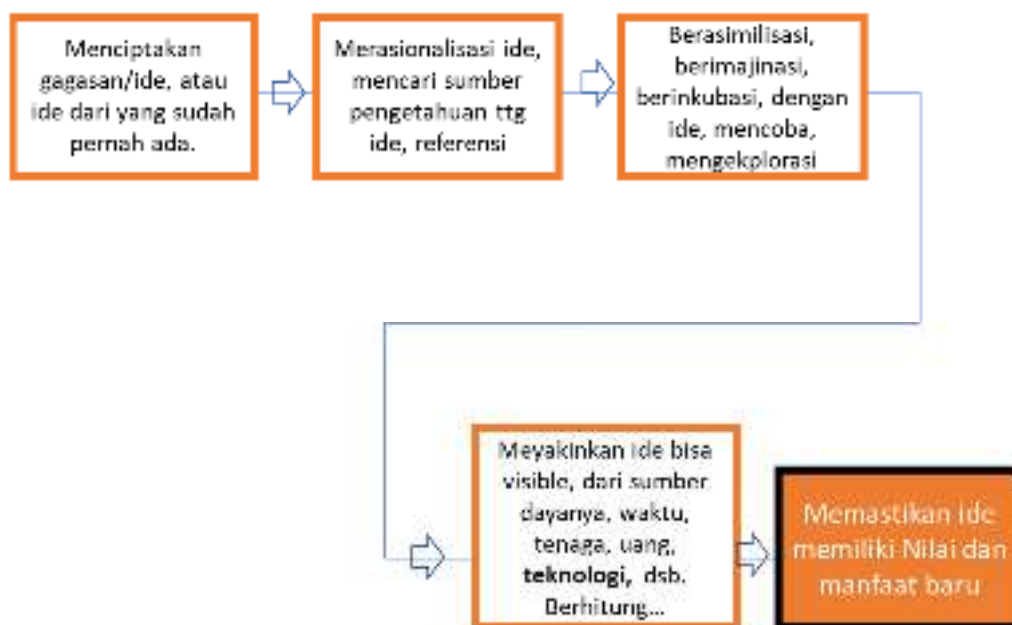 Menciptakan
gagasan/ide, atau
ide dari yang sudah
pernah ada.
Merasionalisasi ide,
mencari sumber
pengetahuan ttg
ide, referensi
Berasimilisasi,
berimajinasi,
berinkubasi, dengan
ide, mencoba,
mengekplorasi
Meyakinkan ide bisa
visible, dari sumber
dayanya, waktu,
tenaga, uang,
teknologi, dsb.
Berhitung...
Memastikan ide
memiliki Nilai dan
manfaat baru